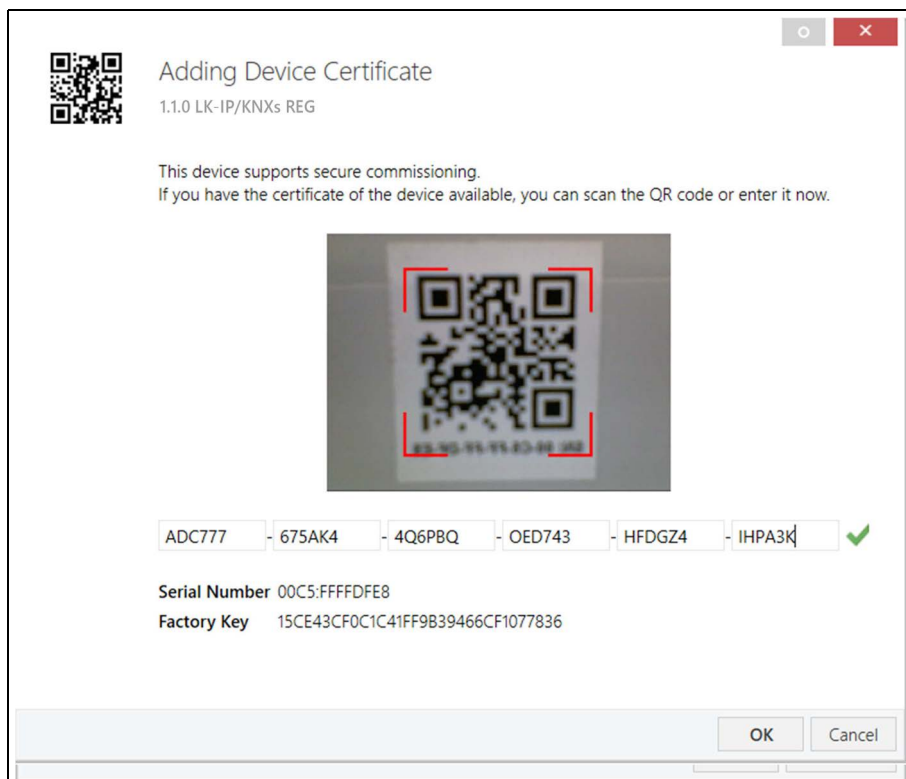 Adding Device Certificate
1.1.0 LK-IP/KNXs REG
This device supports secure commissioning.
If you have the certificate of the device available, you can scan the QR code or enter it now.
ADC777 - 675AK4 - 4Q6PBQ - OED743 - HFDGZ4 - IHPA3K
Serial Number 00C5:FFFFDFE8
Factory Key 15CE43CF0C1C41FF9B39466CF1077836
OK Cancel